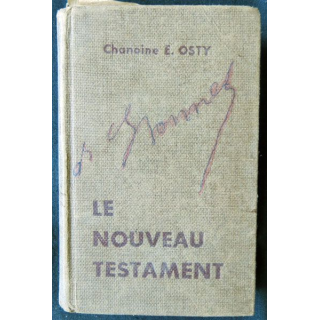 Chanoine É. OSTY
LE
NOUVEAU
TESTAMENT